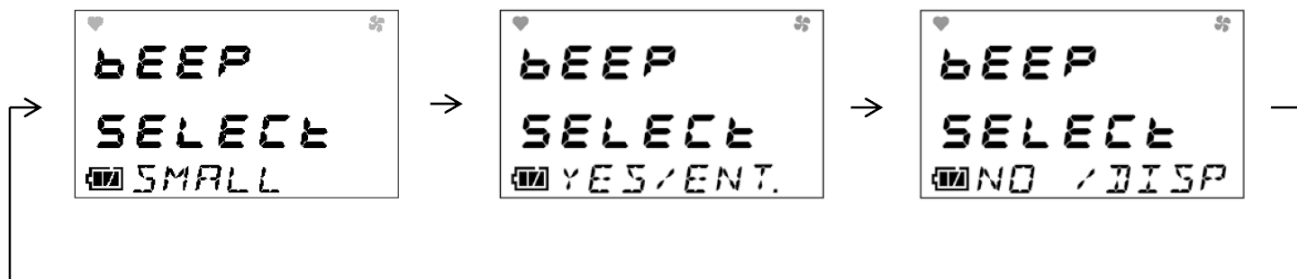 bEEP
SELECt
SMALL
bEEP
SELECt
YES/ENT.
bEEP
SELECt
NO /DISP